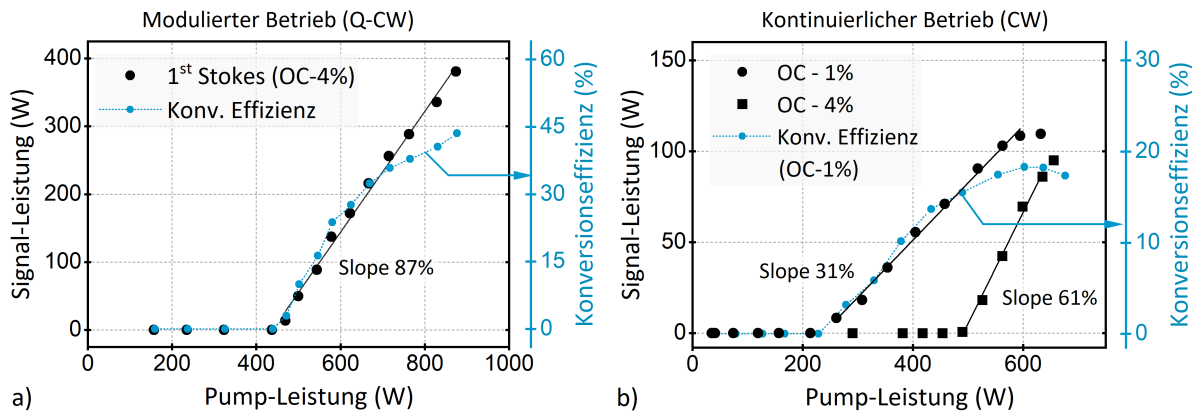 Modulierter Betrieb (Q-CW)
400
300
200
100
0
Signal-Leistung (W)
1st Stokes (OC-4%)
Konv. Effizienz
Slope 87%
60
45
30
15
0
Konversionseffizienz (%)
0 200 400 600 800 1000
Pump-Leistung (W)
a)
Kontinuierlicher Betrieb (CW)
150
100
50
0
Signal-Leistung (W)
OC - 1%
OC - 4%
Konv. Effizienz
(OC-1%)
Slope 31%
Slope 61%
30
20
10
0
Konversionseffizienz (%)
0 200 400 600
Pump-Leistung (W)
b)